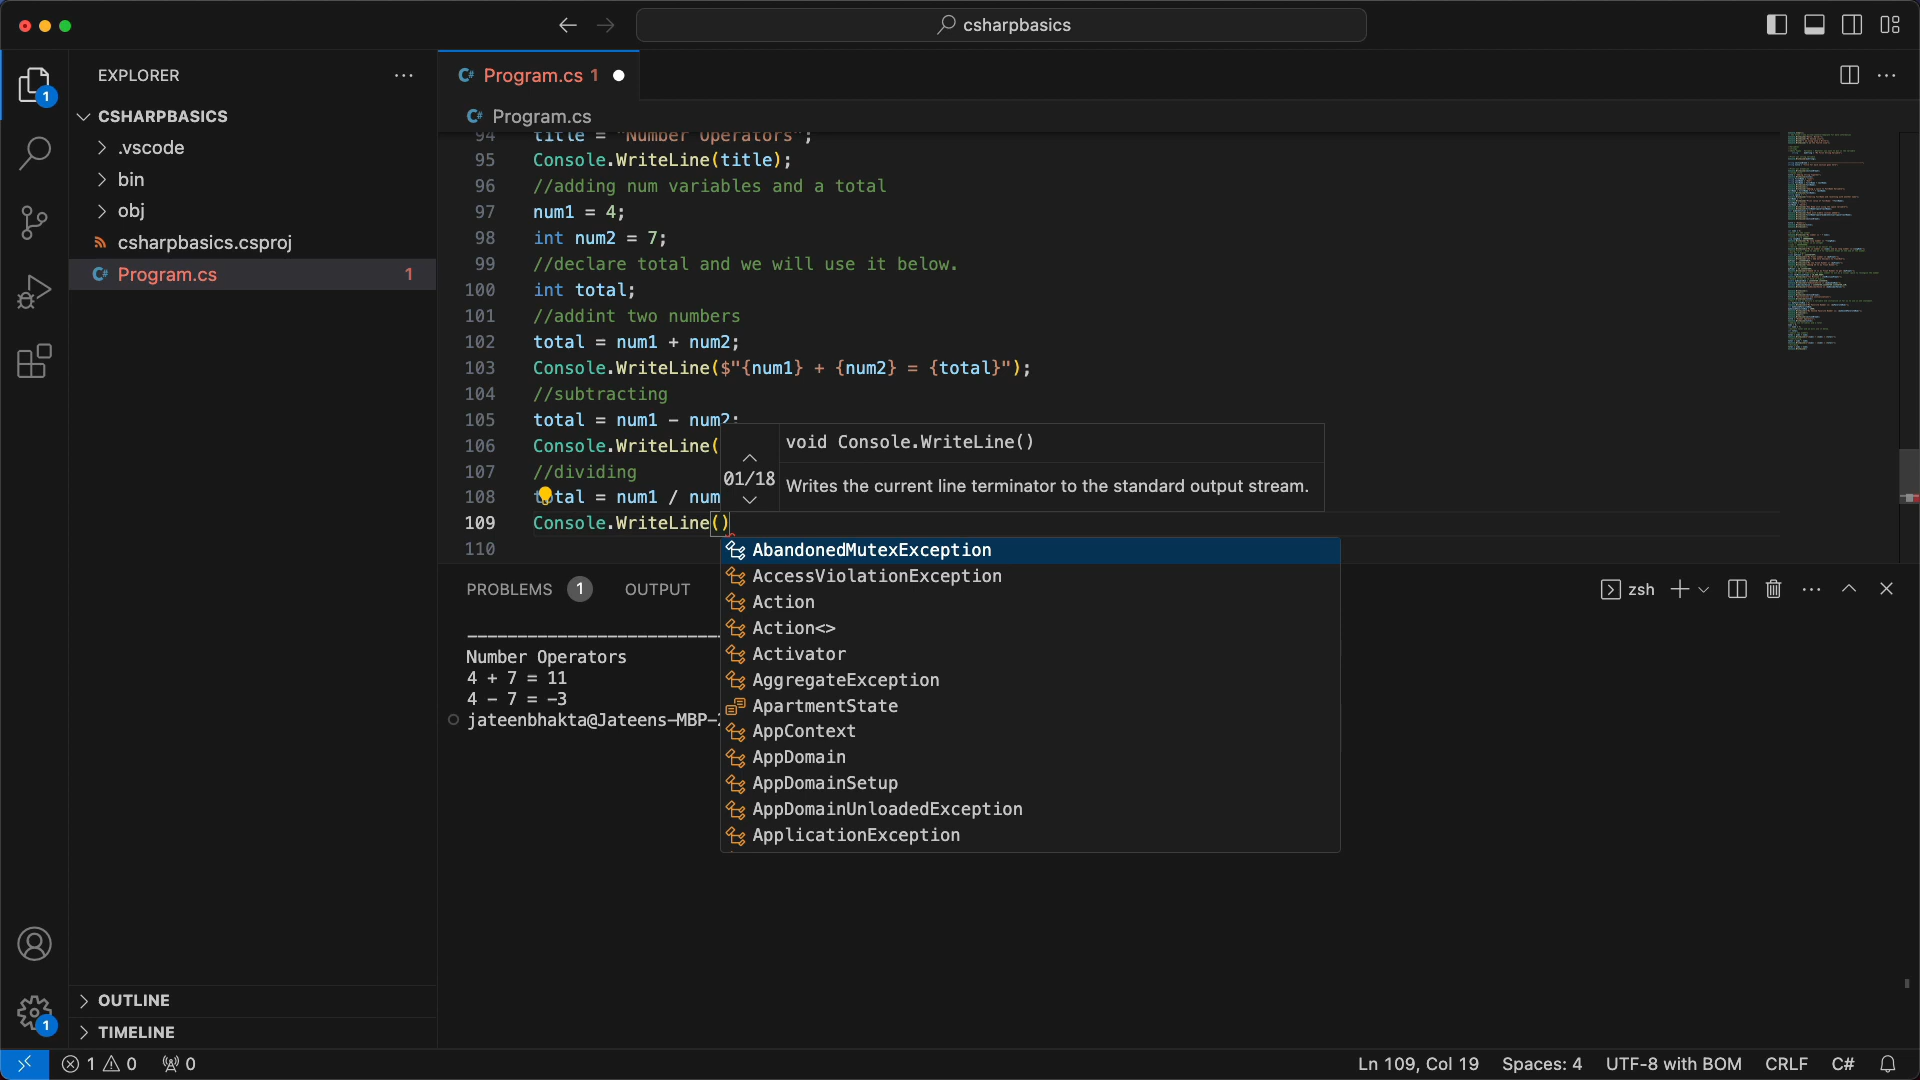 csharpbasics
EXPLORER
CSHARPBASICS
.vscode
bin
obj
csharpbasics.csproj
C# Program.cs 1
OUTLINE
TIMELINE
1
1
C# Program.cs 1
C# Program.cs
94 title = "Number Operators";
95 Console.WriteLine(title);
96 //adding num variables and a total
97 num1 = 4;
98 int num2 = 7;
99 //declare total and we will use it below.
100 int total;
101 //addint two numbers
102 total = num1 + num2;
103 Console.WriteLine($"{num1} + {num2} = {total}");
104 //subtracting
105 total = num1 - num2;
106 Console.WriteLine(
107 //dividing
108 total = num1 / num
109 Console.WriteLine()
110
01/18
void Console.WriteLine()
Writes the current line terminator to the standard output stream.
AbandonedMutexException
AccessViolationException
Action
Action<>
Activator
AggregateException
ApartmentState
AppContext
AppDomain
AppDomainSetup
AppDomainUnloadedException
ApplicationException
PROBLEMS 1 OUTPUT
zsh
Number Operators
4 + 7 = 11
4 - 7 = -3
jateenbhakta@Jateens-MBP-
1 0 0
Ln 109, Col 19 Spaces: 4 UTF-8 with BOM CRLF C#